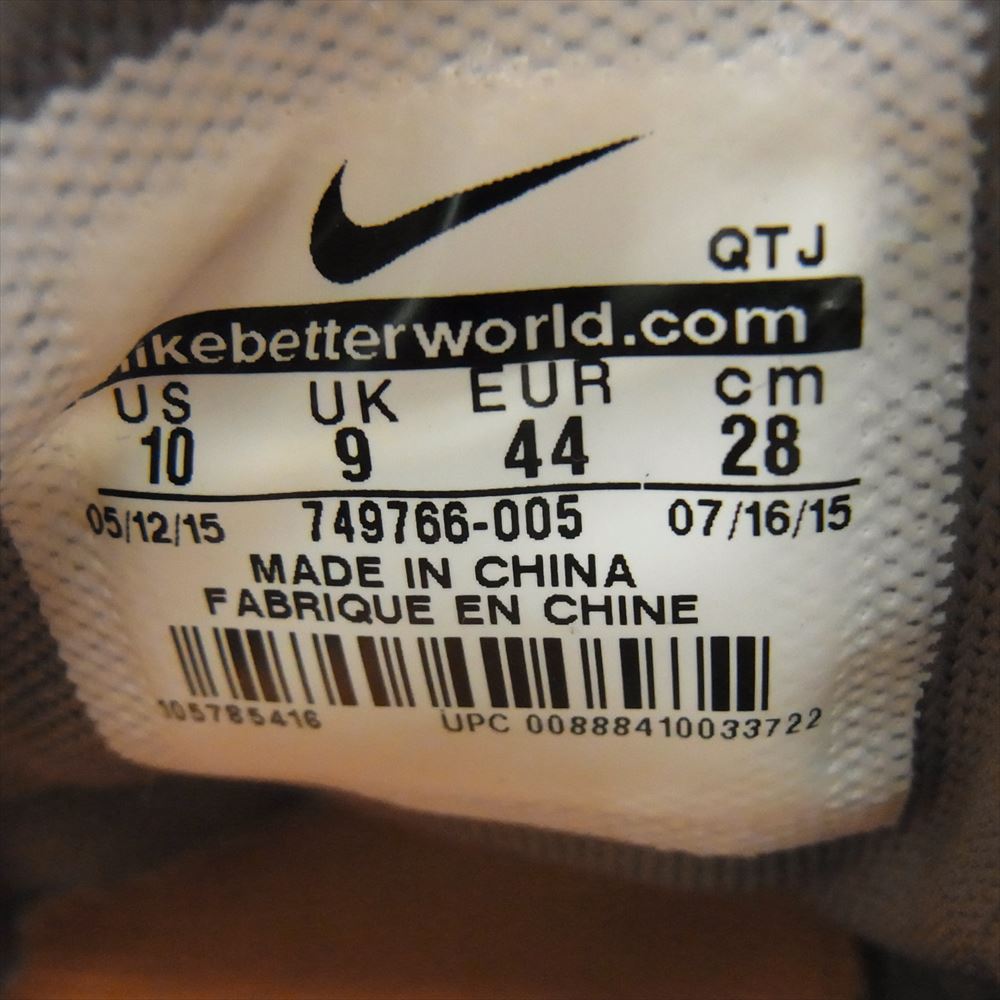 QTJ
nikebetterworld.com
US UK EUR cm
10 9 44 28
05/12/15 749766-005 07/16/15
MADE IN CHINA
FABRIQUE EN CHINE
105785416 UPC 00888410033722